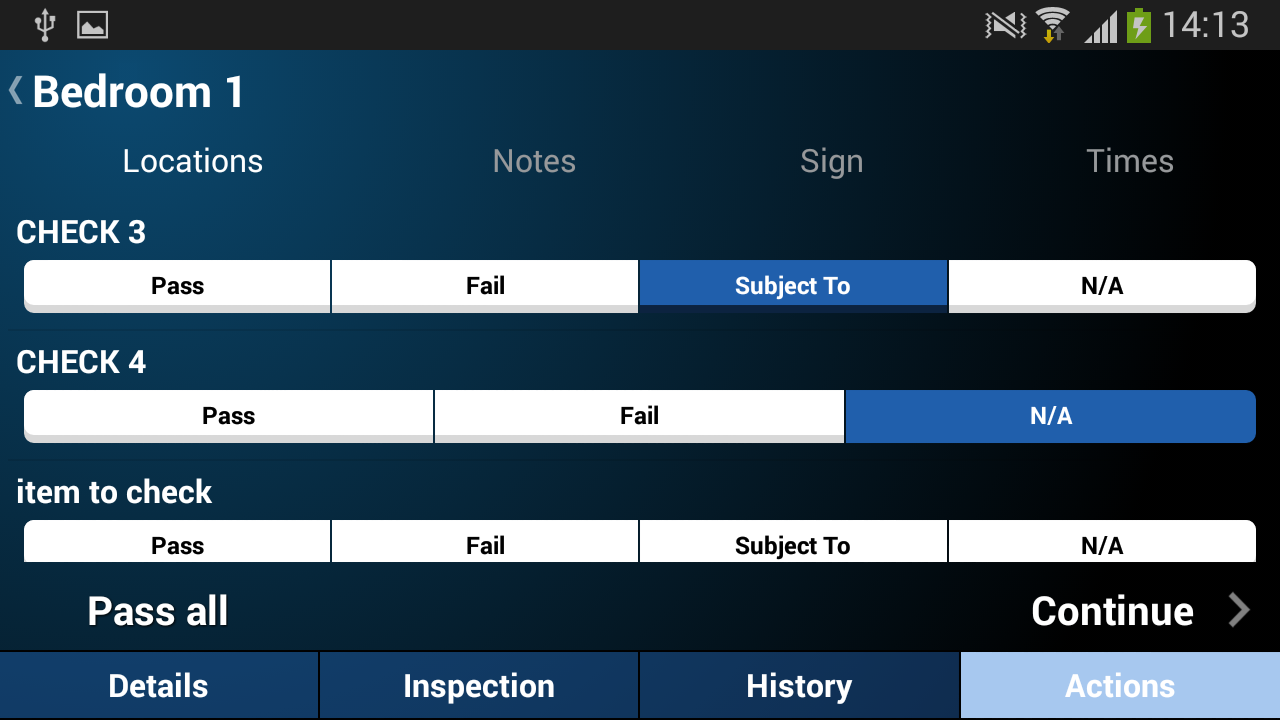 14:13
Bedroom 1
Locations Notes Sign Times
CHECK 3
Pass Fail Subject To N/A
CHECK 4
Pass Fail N/A
item to check
Pass Fail Subject To N/A
Pass all Continue
Details Inspection History Actions